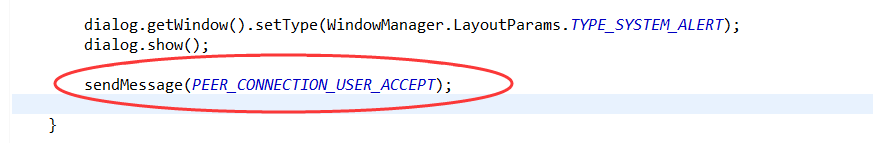 dialog.getWindow().setType(WindowManager.LayoutParams.TYPE_SYSTEM_ALERT);
dialog.show();
sendMessage(PEER_CONNECTION_USER_ACCEPT);
}